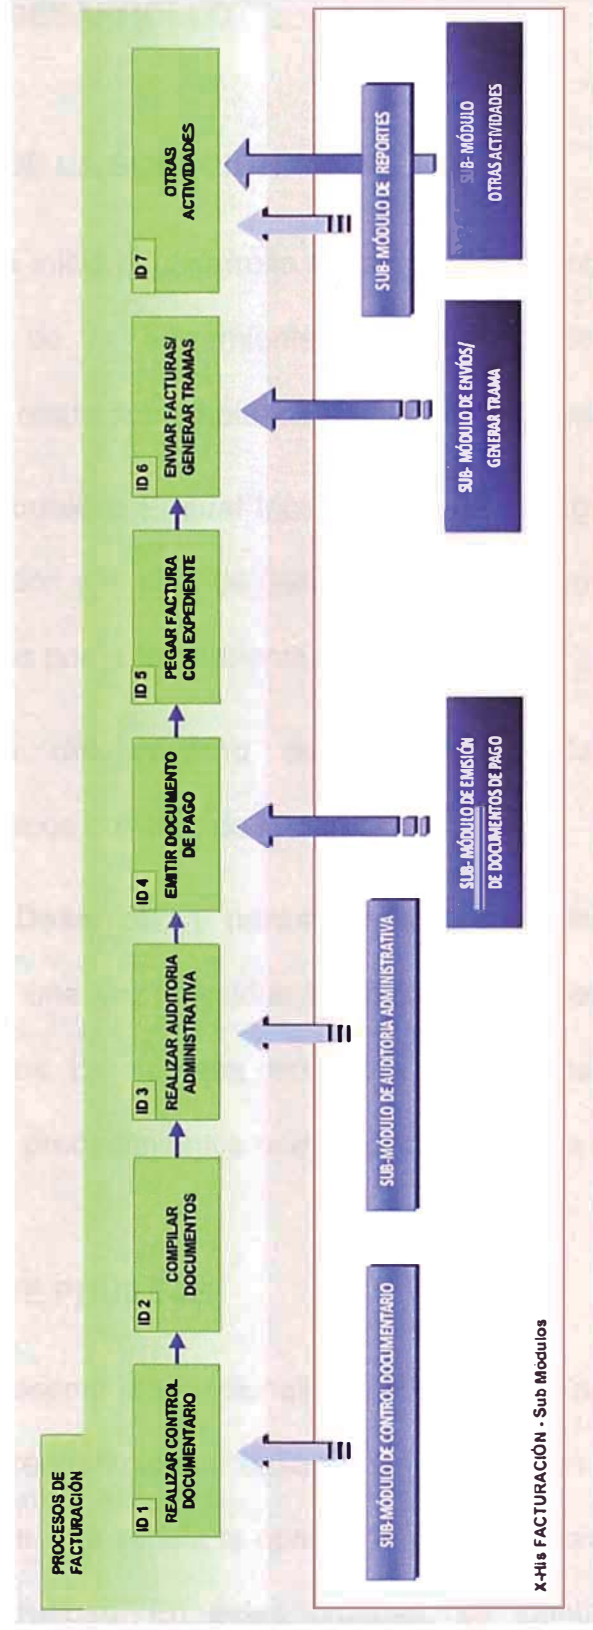 PROCESOS DE
FACTURACIÓN
ID 1
REALIZAR CONTROL
DOCUMENTARIO
ID 2
COMPILAR
DOCUMENTOS
ID 3
REALIZAR AUDITORIA
ADMINISTRATIVA
ID 4
EMITIR DOCUMENTO
DE PAGO
ID 5
PEGAR FACTURA
CON EXPEDIENTE
ID 6
ENVIAR FACTURAS/
GENERAR TRAMAS
ID 7
OTRAS
ACTIVIDADES
SUB-MÓDULO DE CONTROL DOCUMENTARIO
SUB-MÓDULO DE AUDITORIA ADMINISTRATIVA
SUB- MÓDULO DE EMISIÓN
DE DOCUMENTOS DE PAGO
SUB- MÓDULO DE ENVÍOS/
GENERAR TRAMA
SUB-MÓDULO DE REPORTES
SUB- MÓDULO
OTRAS ACTIVIDADES
X-His FACTURACIÓN - Sub Módulos